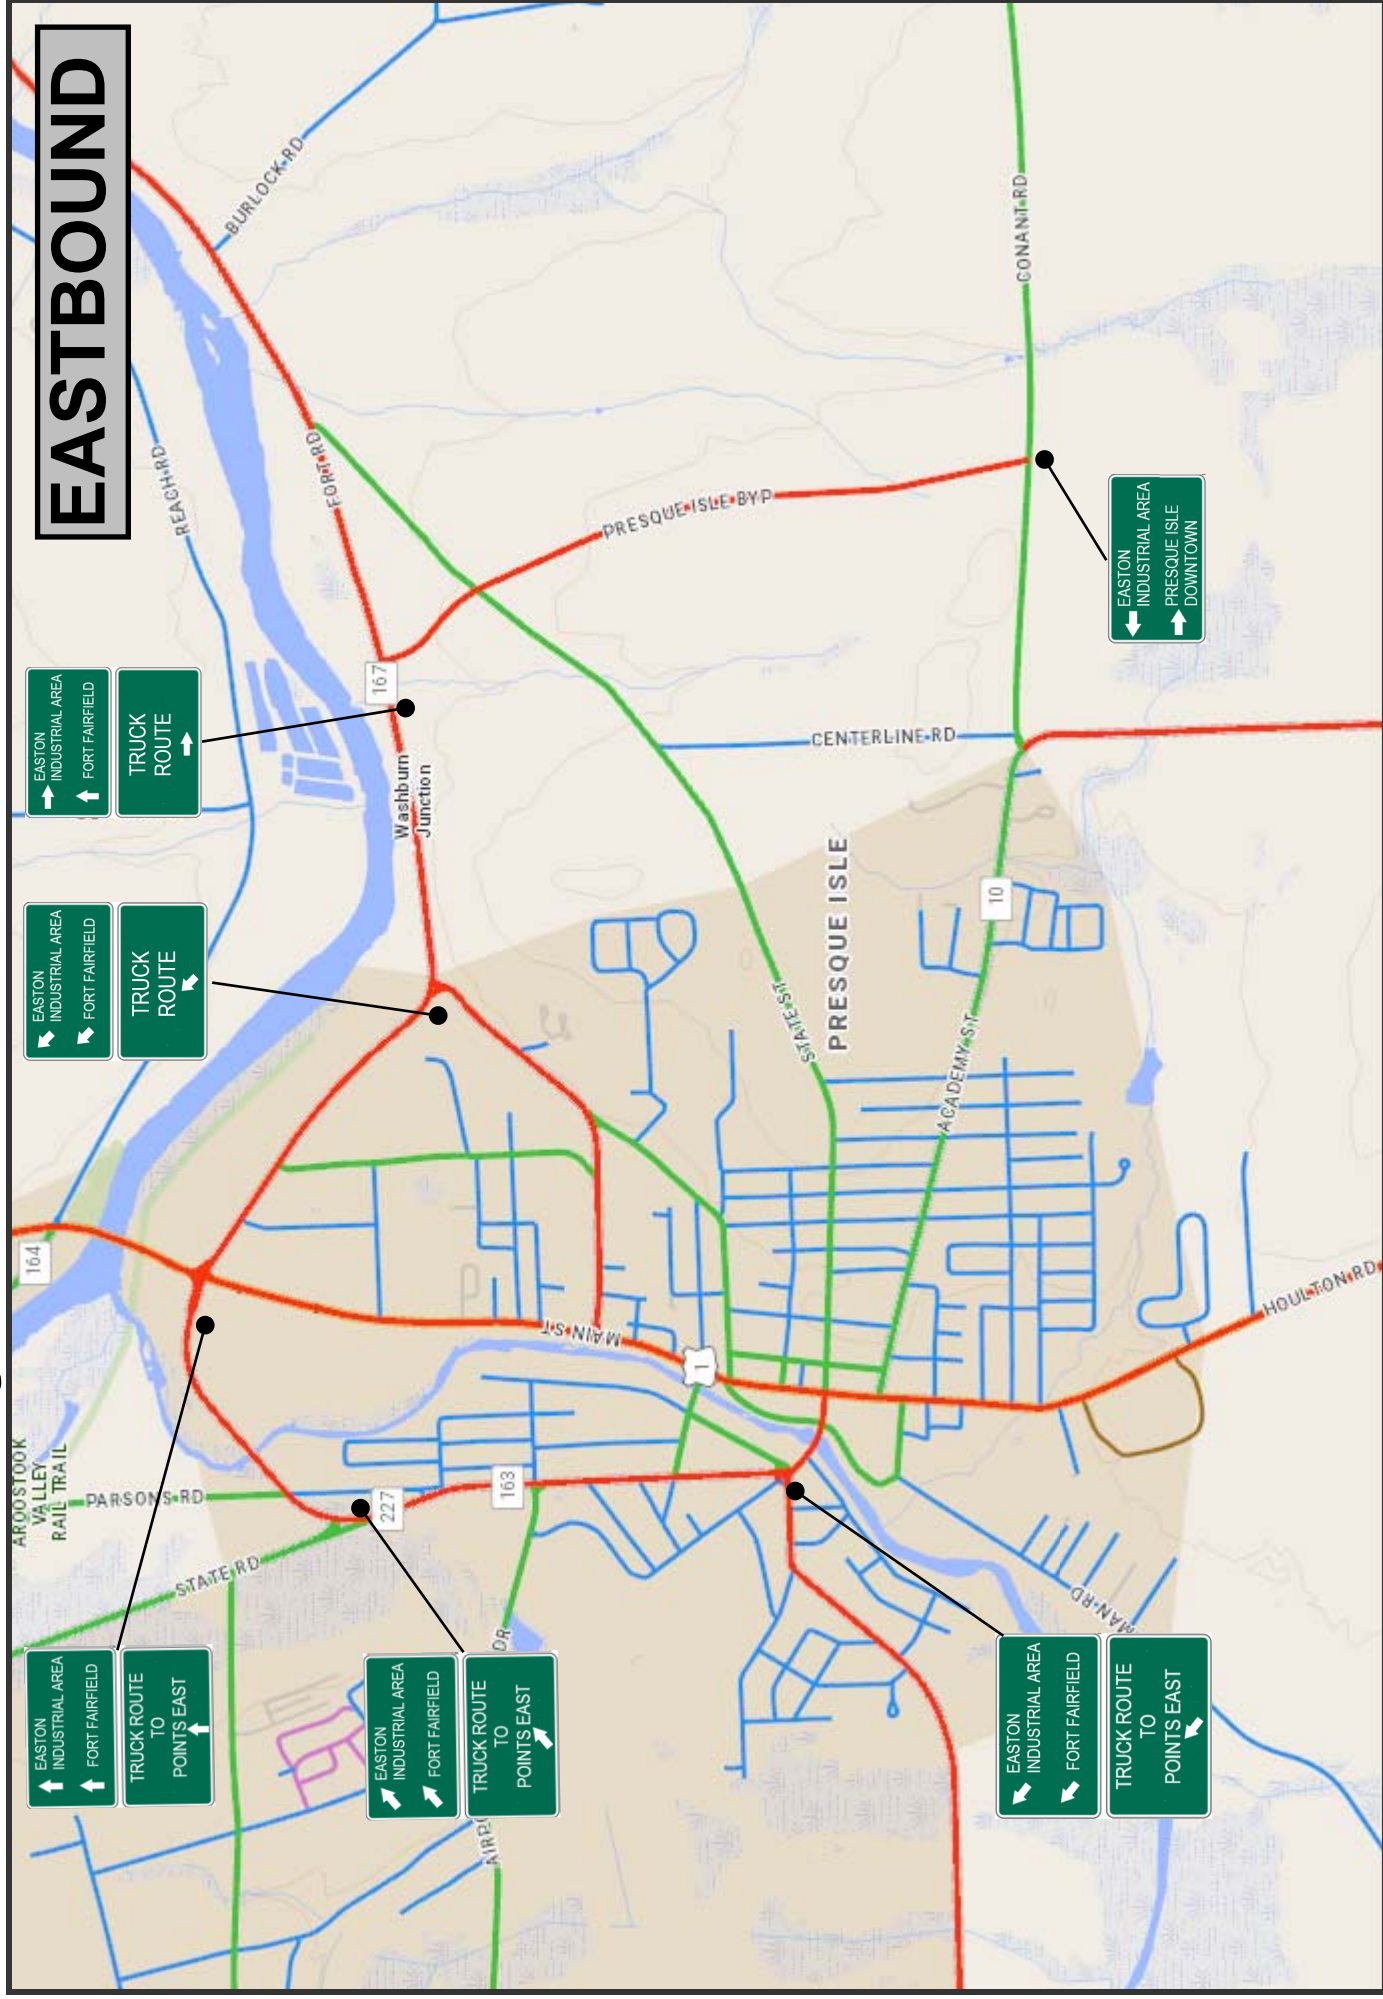 EASTBOUND
AROOSTOOK
VALLEY
RAIL TRAIL
164
PARSONS RD
STATE RD
227
163
MAIN ST
1
REACH RD
BURLOCK RD
FORT RD
167
Washburn
Junction
PRESQUE ISLE BYP
CONANT RD
CENTERLINE RD
PRESQUE ISLE
STATE ST
ACADEMY ST
10
HOULTON RD
MAN RD
DR
EASTON
INDUSTRIAL AREA
FORT FAIRFIELD
TRUCK ROUTE
TO
POINTS EAST
EASTON
INDUSTRIAL AREA
FORT FAIRFIELD
TRUCK
ROUTE
EASTON
INDUSTRIAL AREA
FORT FAIRFIELD
TRUCK
ROUTE
EASTON
INDUSTRIAL AREA
FORT FAIRFIELD
TRUCK ROUTE
TO
POINTS EAST
EASTON
INDUSTRIAL AREA
FORT FAIRFIELD
TRUCK ROUTE
TO
POINTS EAST
EASTON
INDUSTRIAL AREA
PRESQUE ISLE
DOWNTOWN